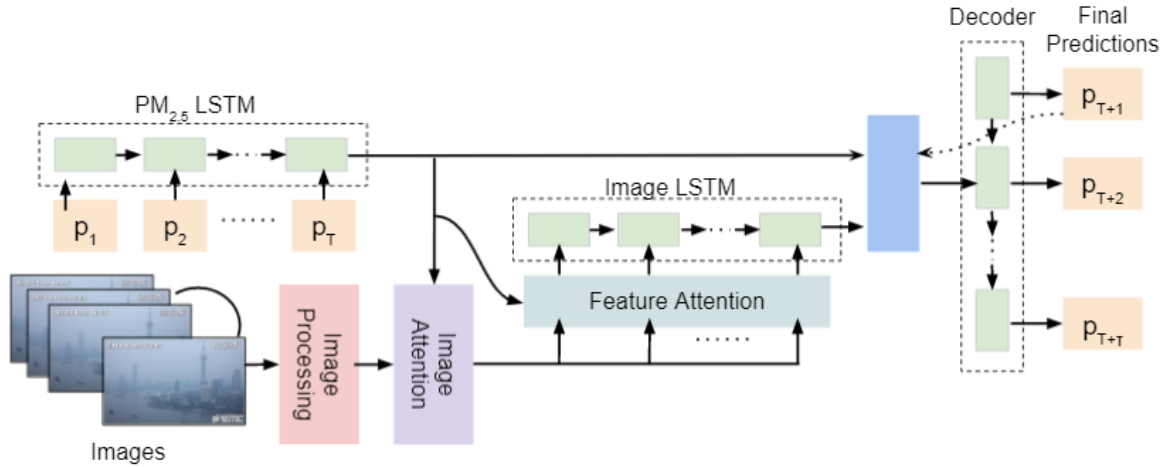 Decoder
Final
Predictions
PM2.5 LSTM
pT+1
Image LSTM
pT+2
p1
p2
pT
Feature Attention
Image
Processing
Image
Attention
pT+τ
Images